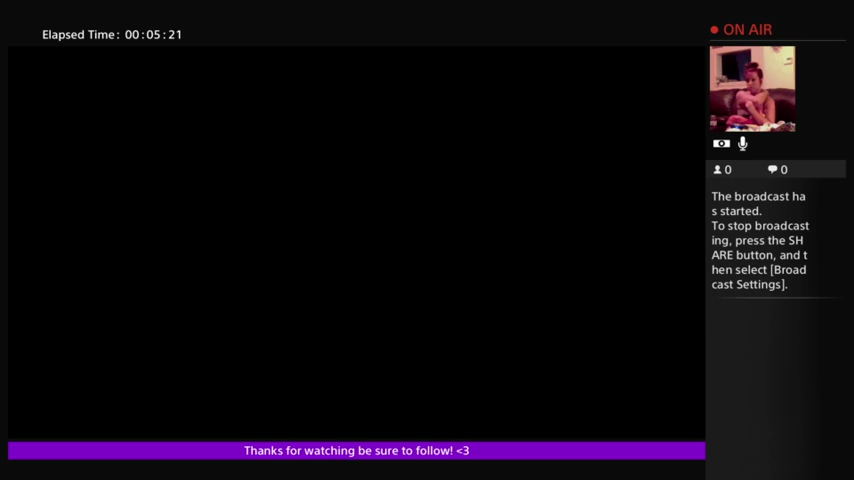 Elapsed Time: 00:05:21
ON AIR
0 0
The broadcast ha
s started.
To stop broadcast
ing, press the SH
ARE button, and t
hen select [Broad
cast Settings].
Thanks for watching be sure to follow! <3